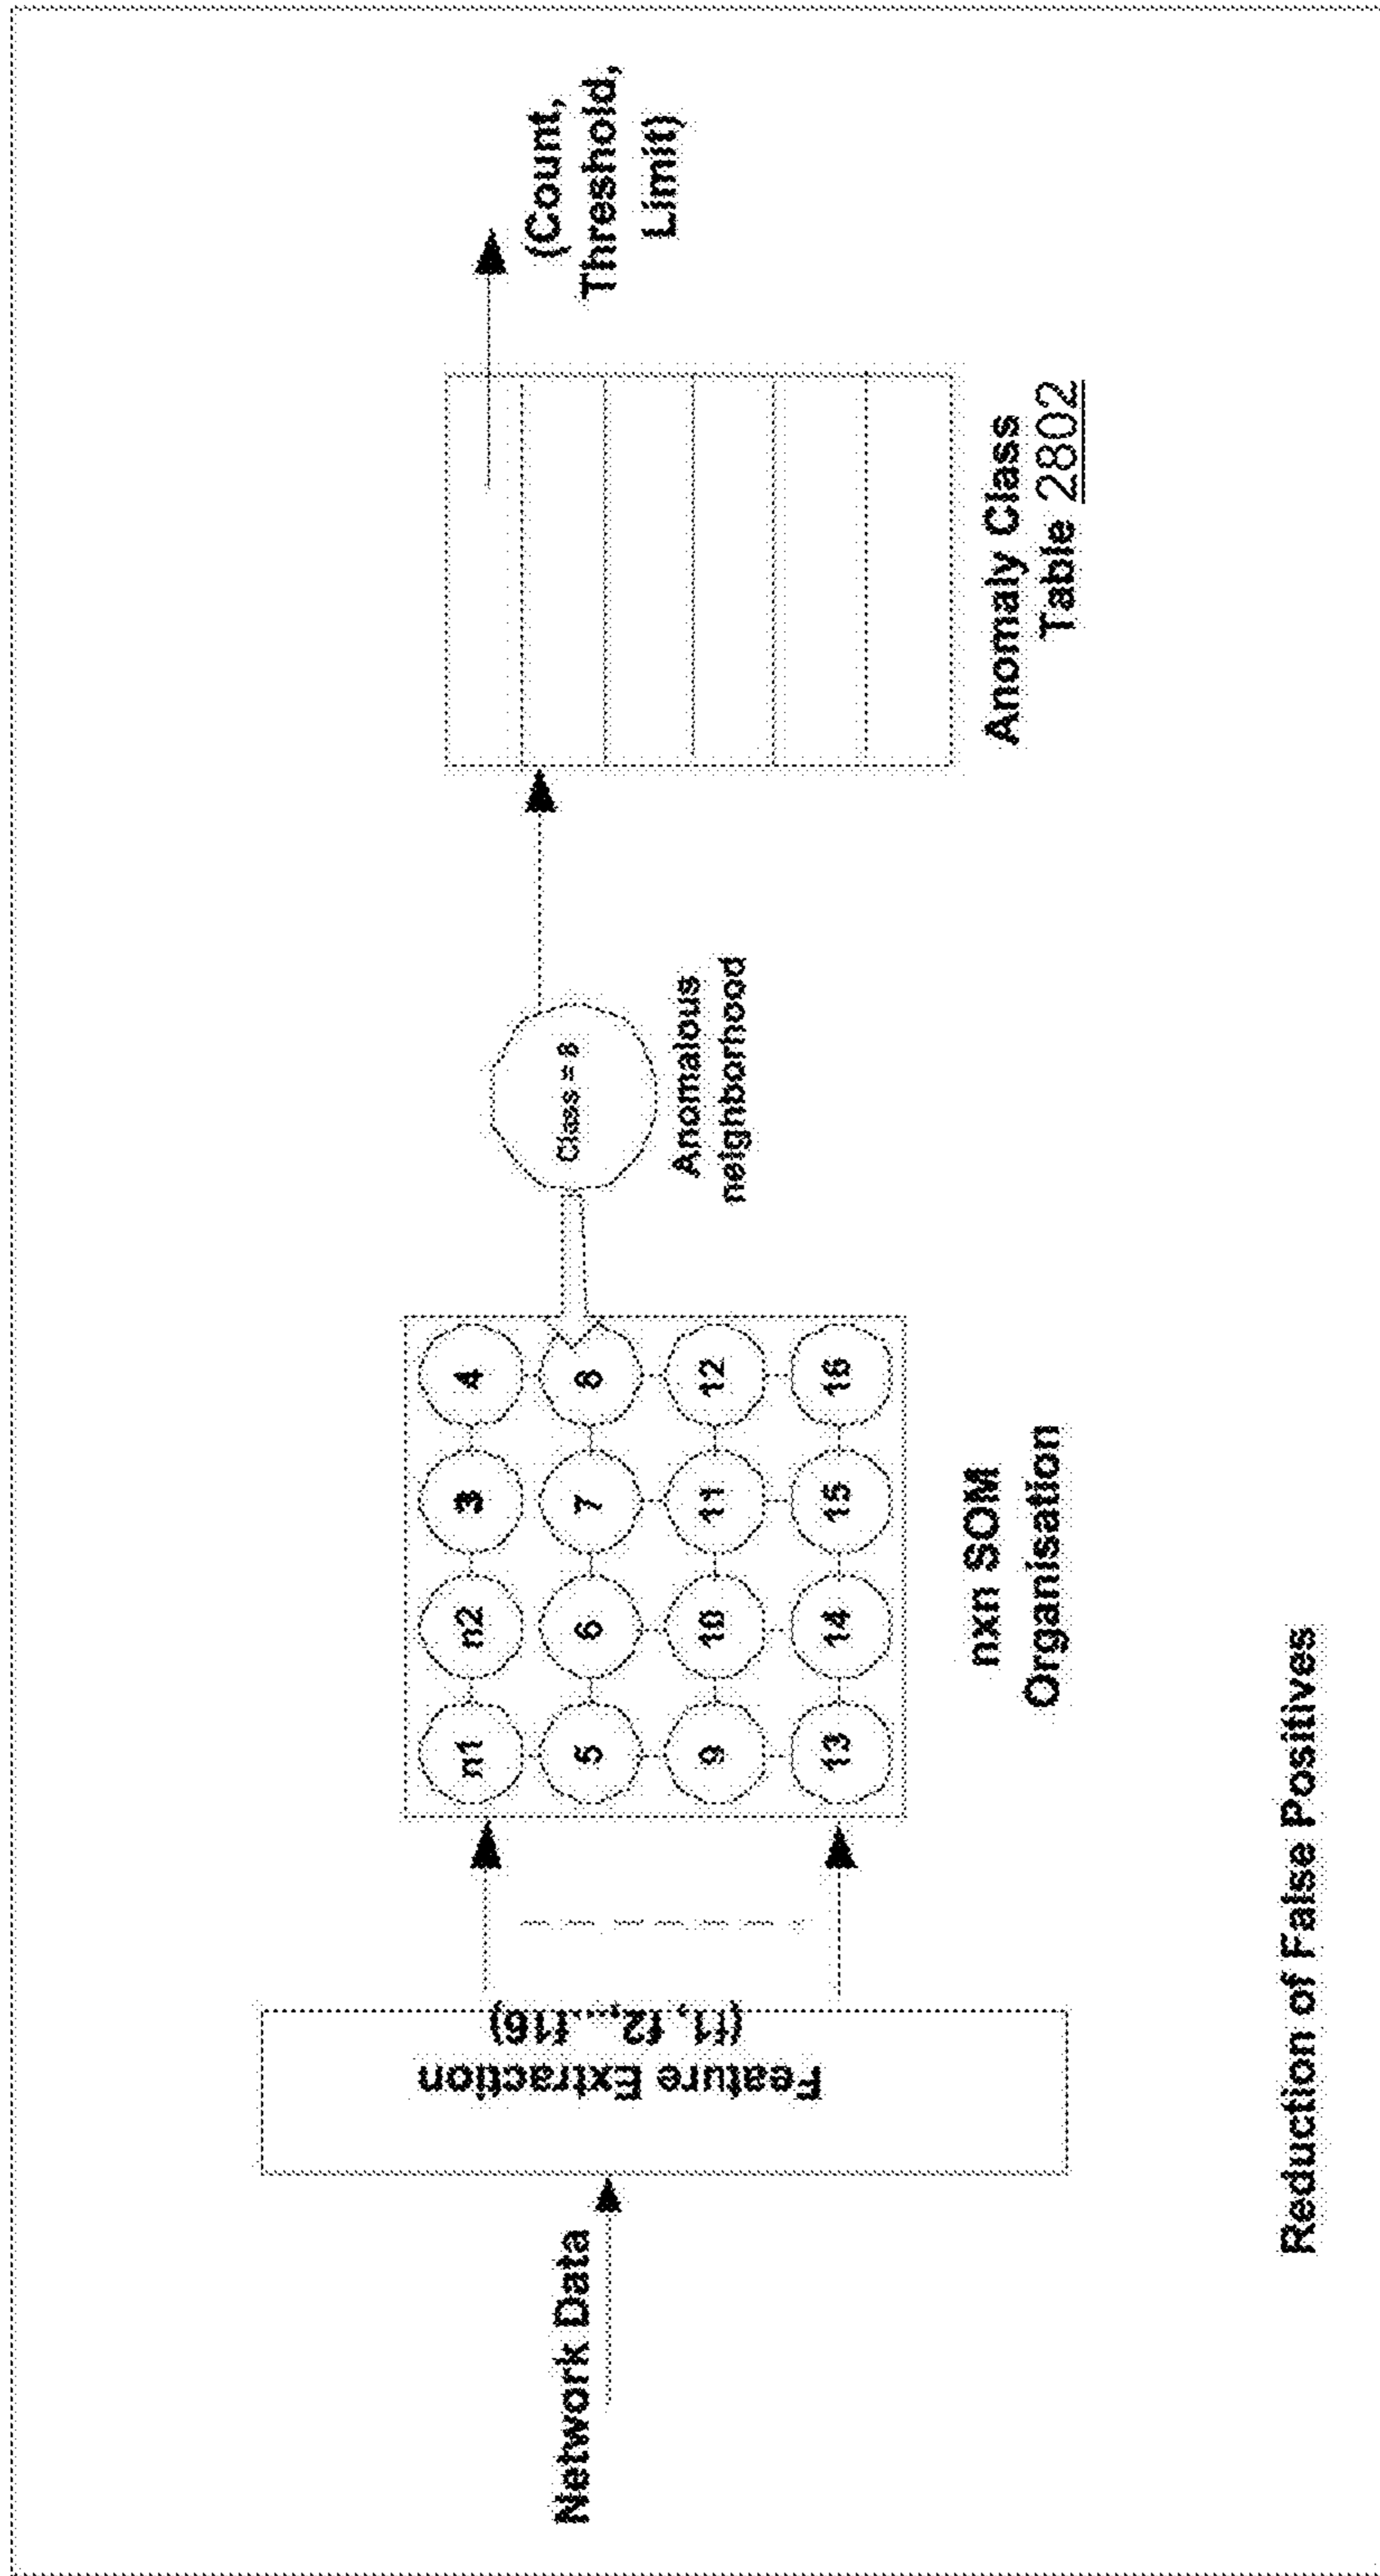 Network Data
Feature Extraction
(f1, f2,...f16)
n1 n2 3 4
5 6 7 8
9 10 11 12
13 14 15 16
nxn SOM
Organisation
Class = 8
Anomalous
neighborhood
Anomaly Class
Table 2802
(Count,
Threshold,
Limit)
Reduction of False Positives